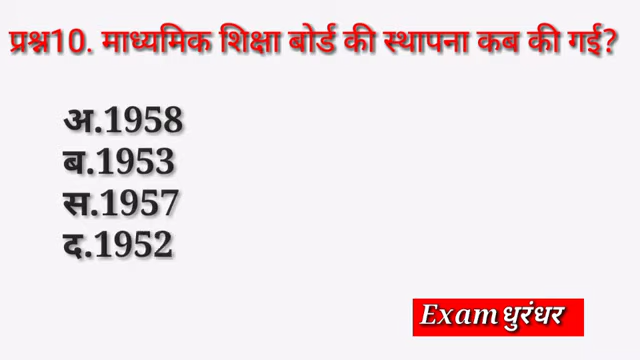 प्रश्न10. माध्यमिक शिक्षा बोर्ड की स्थापना कब की गई?
अ.1958
ब.1953
स.1957
द.1952
Exam धुरंधर